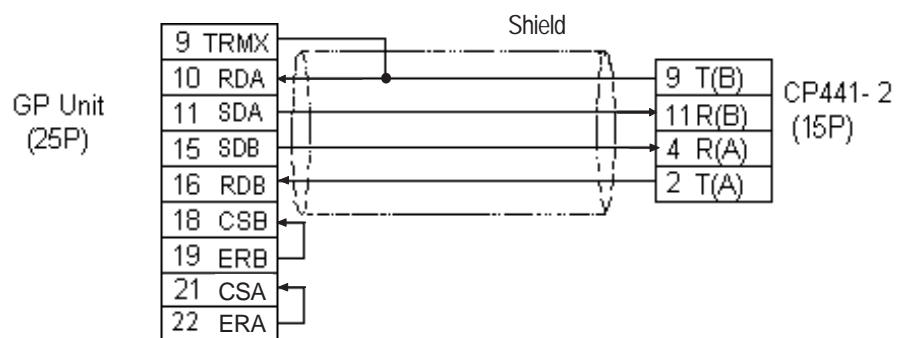 Shield
GP Unit
(25P)
9 TRMX
10 RDA
11 SDA
15 SDB
16 RDB
18 CSB
19 ERB
21 CSA
22 ERA
9 T(B)
11 R(B)
4 R(A)
2 T(A)
CP441- 2
(15P)